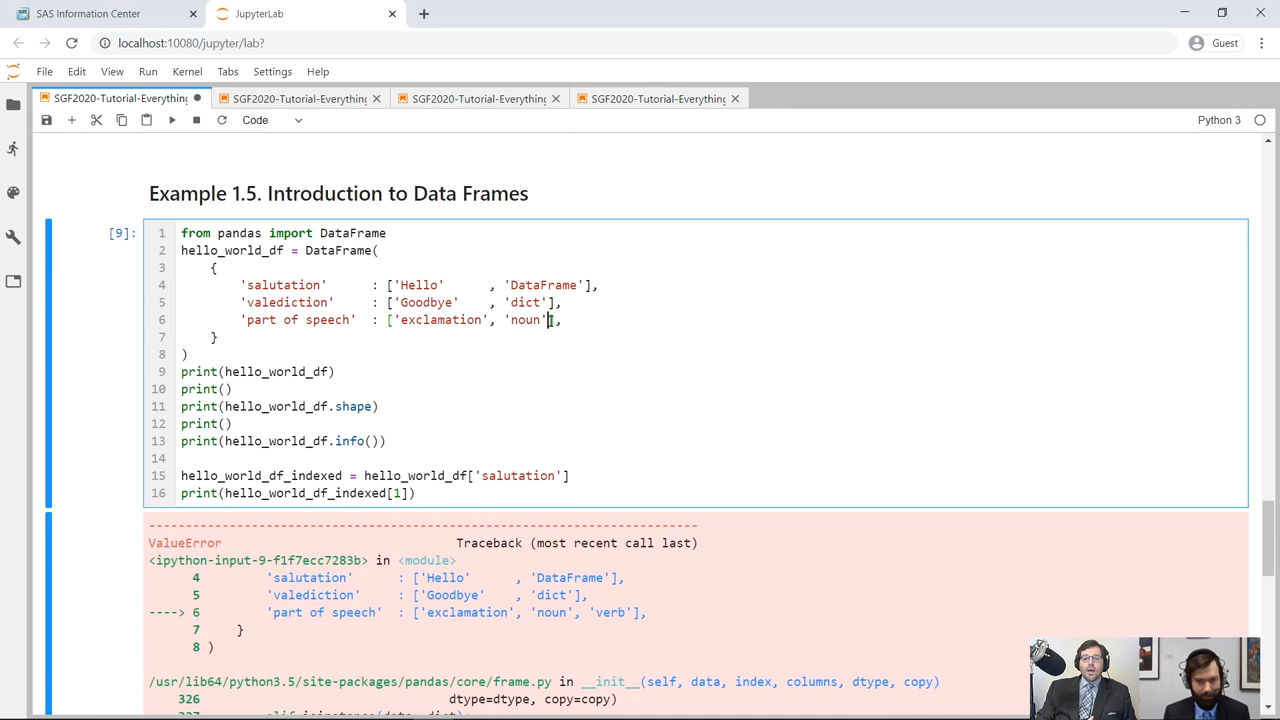 SAS Information Center
JupyterLab
localhost:10080/jupyter/lab?
Guest
File Edit View Run Kernel Tabs Settings Help
SGF2020-Tutorial-Everything SGF2020-Tutorial-Everything SGF2020-Tutorial-Everything SGF2020-Tutorial-Everything
Code
Python 3
Example 1.5. Introduction to Data Frames
[9]:
1 from pandas import DataFrame
2 hello_world_df = DataFrame(
3 {
4 'salutation' : ['Hello' , 'DataFrame'],
5 'valediction' : ['Goodbye' , 'dict'],
6 'part of speech' : ['exclamation', 'noun'],
7 }
8 )
9 print(hello_world_df)
10 print()
11 print(hello_world_df.shape)
12 print()
13 print(hello_world_df.info())
14
15 hello_world_df_indexed = hello_world_df['salutation']
16 print(hello_world_df_indexed[1])
---------------------------------------------------------------------------
ValueError Traceback (most recent call last)
<ipython-input-9-f1f7ecc7283b> in <module>
4 'salutation' : ['Hello' , 'DataFrame'],
5 'valediction' : ['Goodbye' , 'dict'],
----> 6 'part of speech' : ['exclamation', 'noun', 'verb'],
7 }
8 )
/usr/lib64/python3.5/site-packages/pandas/core/frame.py in __init__(self, data, index, columns, dtype, copy)
326 dtype=dtype, copy=copy)